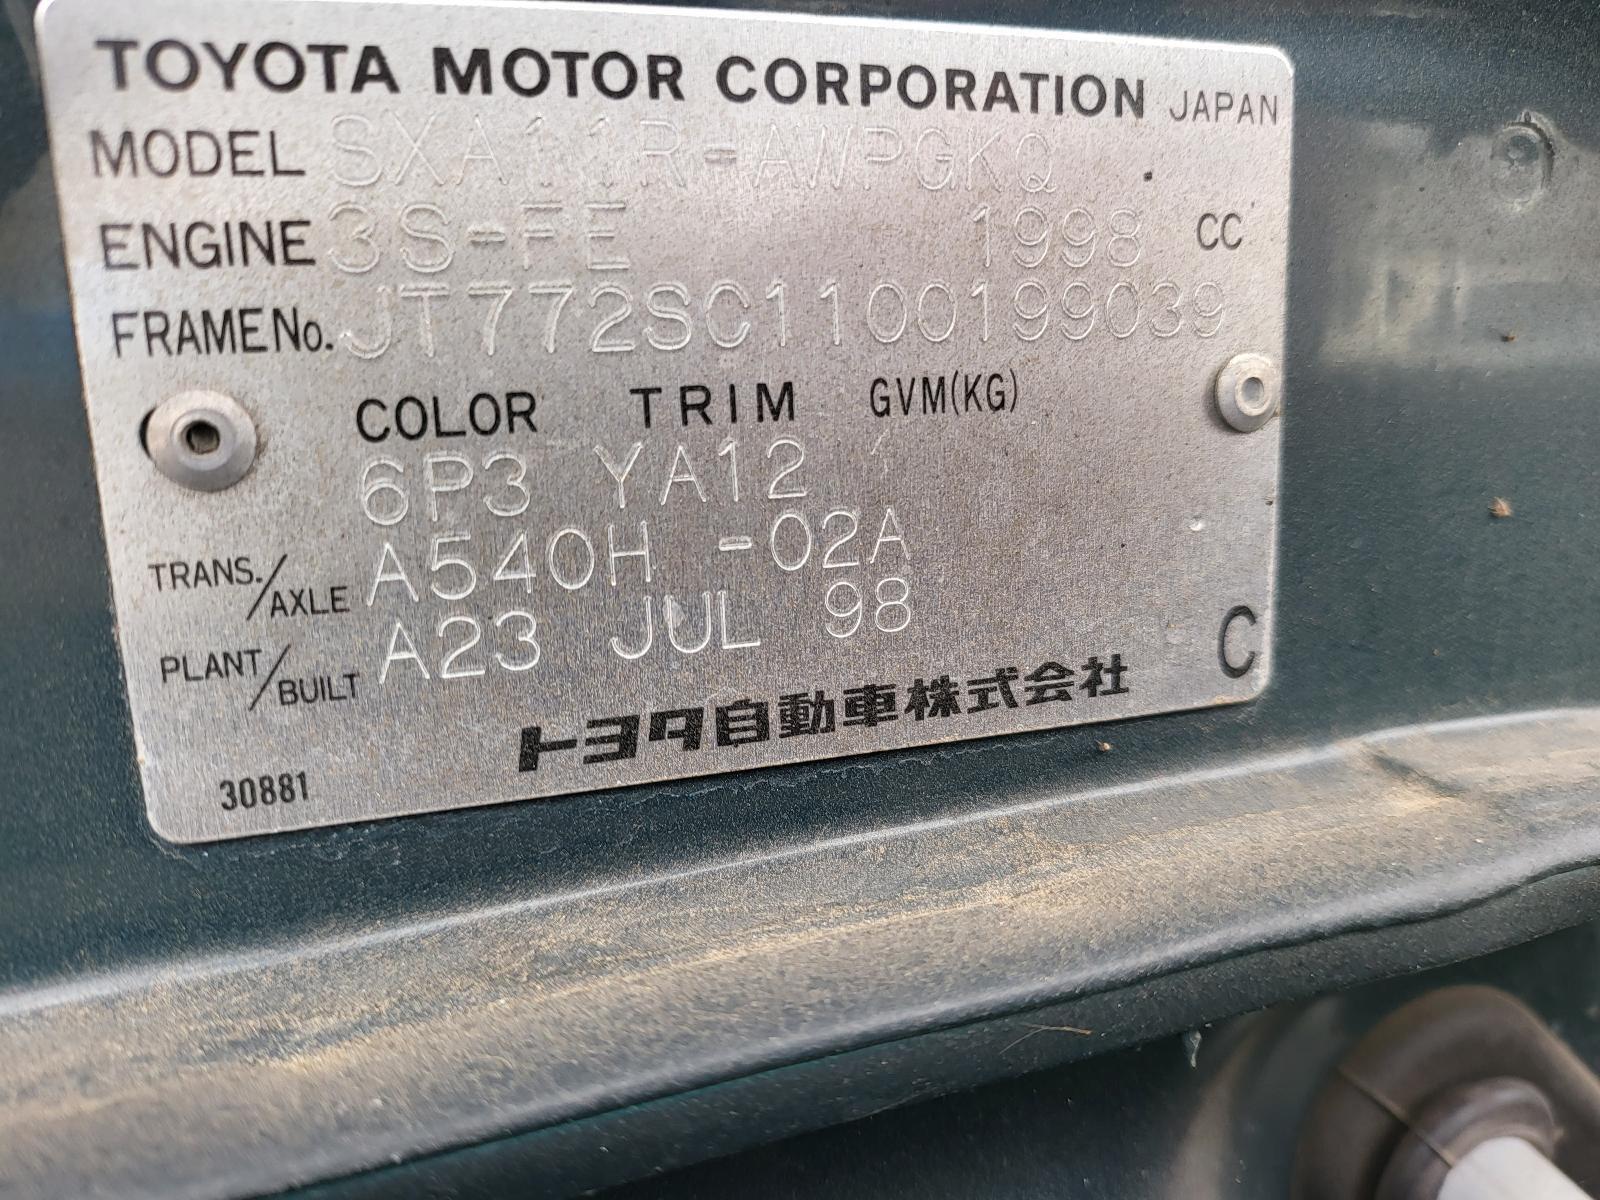 TOYOTA MOTOR CORPORATION JAPAN
MODEL SXA11R-AWPGKQ
ENGINE 3S-FE 1998 CC
FRAME No. JT772SC1100199039
COLOR TRIM GVM(KG)
6P3 YA12
TRANS./AXLE A540H -02A
PLANT/BUILT A23 JUL 98
C
トヨタ自動車株式会社
30881